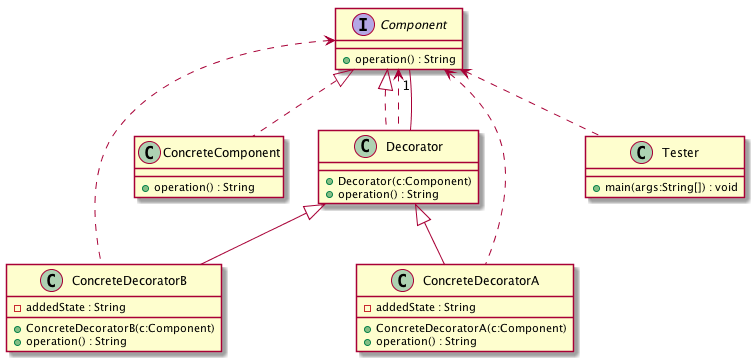 I Component
operation() : String
1
C ConcreteComponent
operation() : String
C Decorator
Decorator(c:Component)
operation() : String
C Tester
main(args:String[]) : void
C ConcreteDecoratorB
addedState : String
ConcreteDecoratorB(c:Component)
operation() : String
C ConcreteDecoratorA
addedState : String
ConcreteDecoratorA(c:Component)
operation() : String